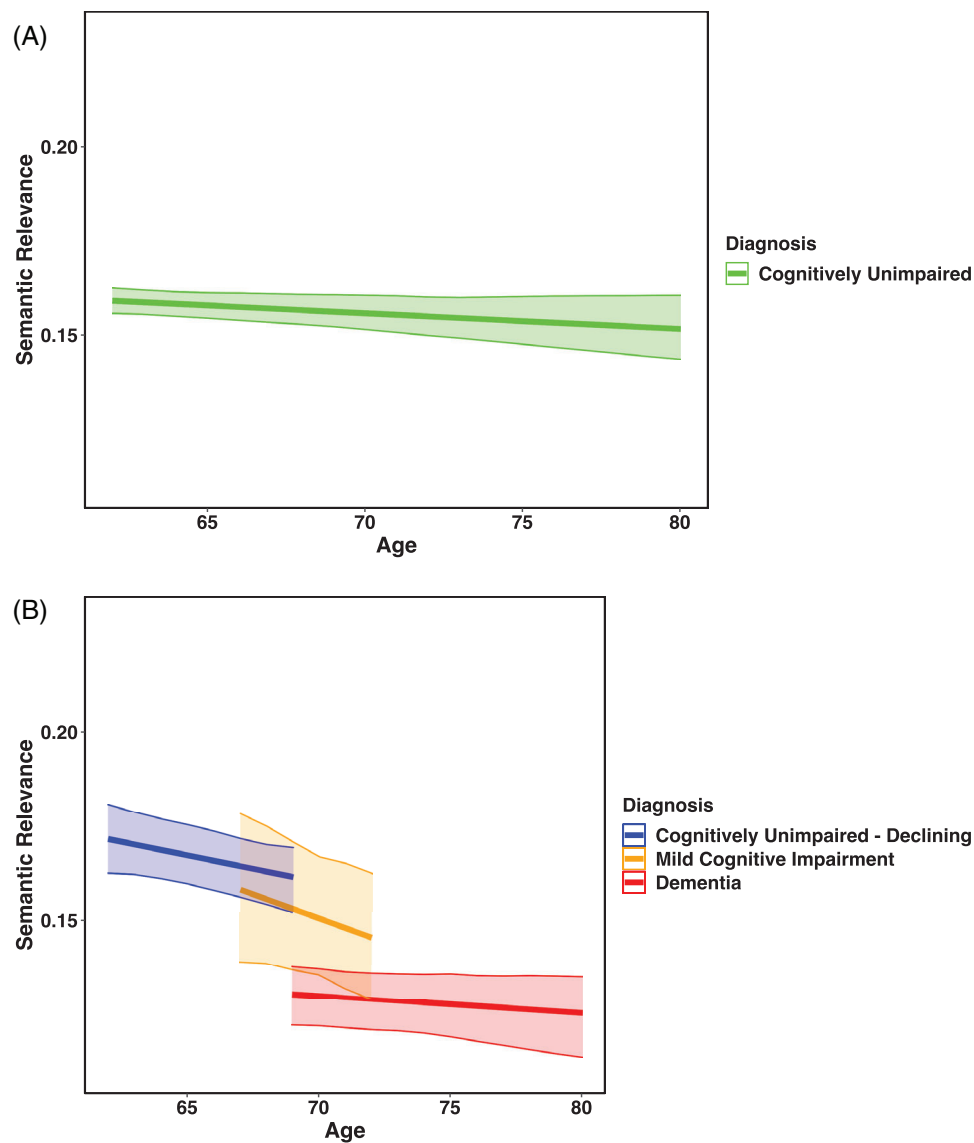 (A)
0.20
0.15
Semantic Relevance
65
70
75
80
Age
Diagnosis
Cognitively Unimpaired
(B)
0.20
0.15
Semantic Relevance
65
70
75
80
Age
Diagnosis
Cognitively Unimpaired - Declining
Mild Cognitive Impairment
Dementia